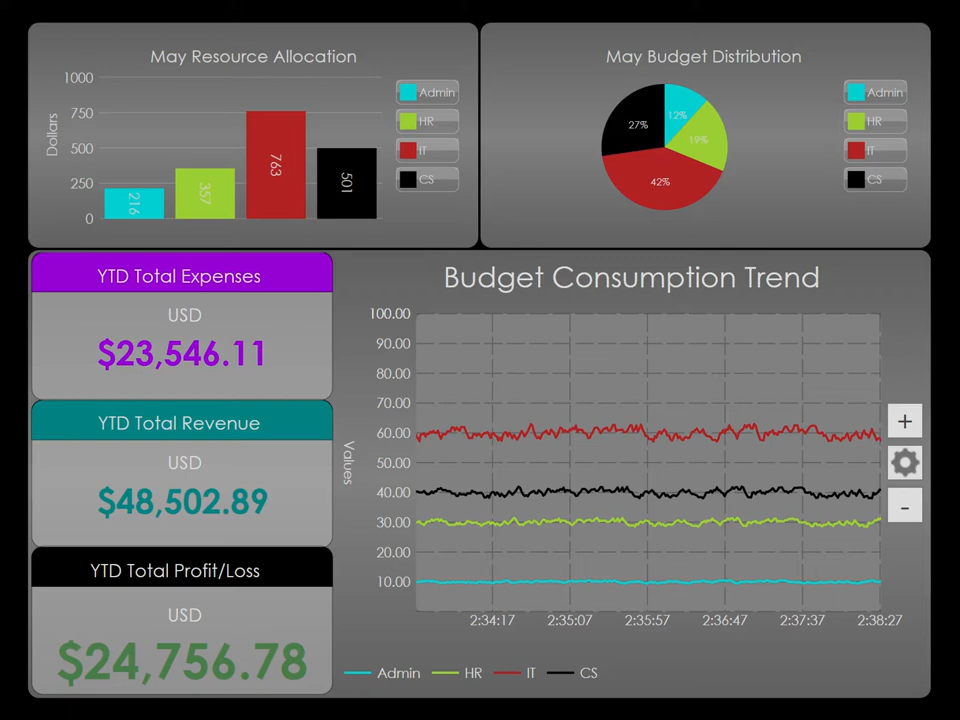 May Resource Allocation
1000
750
500
250
0
Dollars
216
357
763
501
Admin
HR
IT
CS
May Budget Distribution
12%
19%
42%
27%
Admin
HR
IT
CS
YTD Total Expenses
USD
$23,546.11
YTD Total Revenue
USD
$48,502.89
YTD Total Profit/Loss
USD
$24,756.78
Budget Consumption Trend
100.00
90.00
80.00
70.00
60.00
50.00
40.00
30.00
20.00
10.00
Values
2:34:17 2:35:07 2:35:57 2:36:47 2:37:37 2:38:27
Admin HR IT CS
+
-